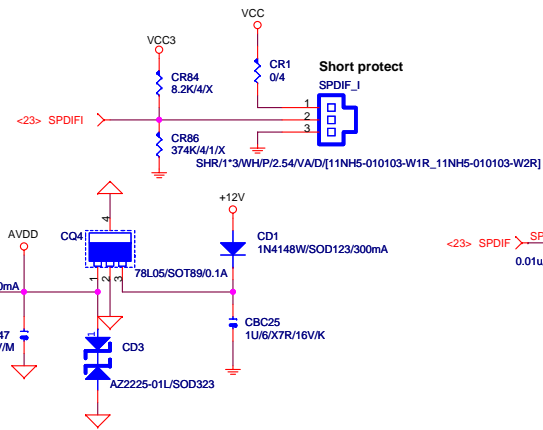 VCC
VCC3
CR84
8.2K/4/X
CR1
0/4
Short protect
SPDIF_I
1
2
3
<23> SPDIFI
CR86
374K/4/1/X
SHR/1*3/WH/P/2.54/VA/D/[11NH5-010103-W1R_11NH5-010103-W2R]
+12V
4
AVDD
CQ4
CD1
1N4148W/SOD123/300mA
<23> SPDIF
SP
0.01u
78L05/SOT89/0.1A
1
2
3
0mA
CBC25
1U/6/X7R/16V/K
47
/M
1
CD3
AZ2225-01L/SOD323